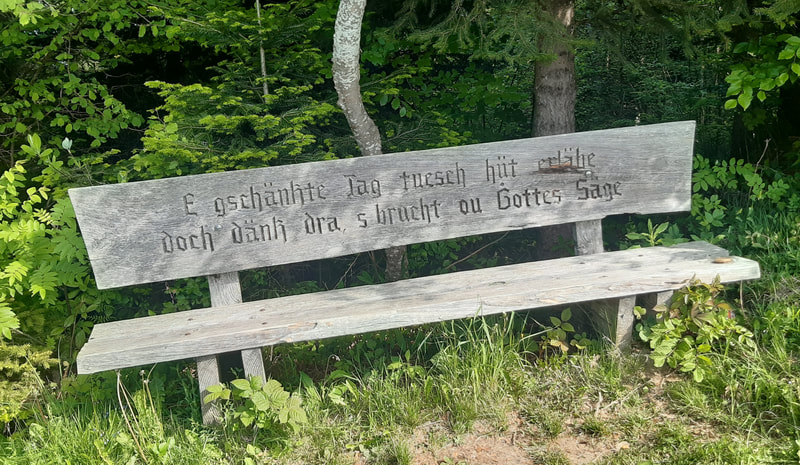 E gschänkte Tag tuesch hüt erläbe
doch dänk dra, s brucht ou Gottes Säge